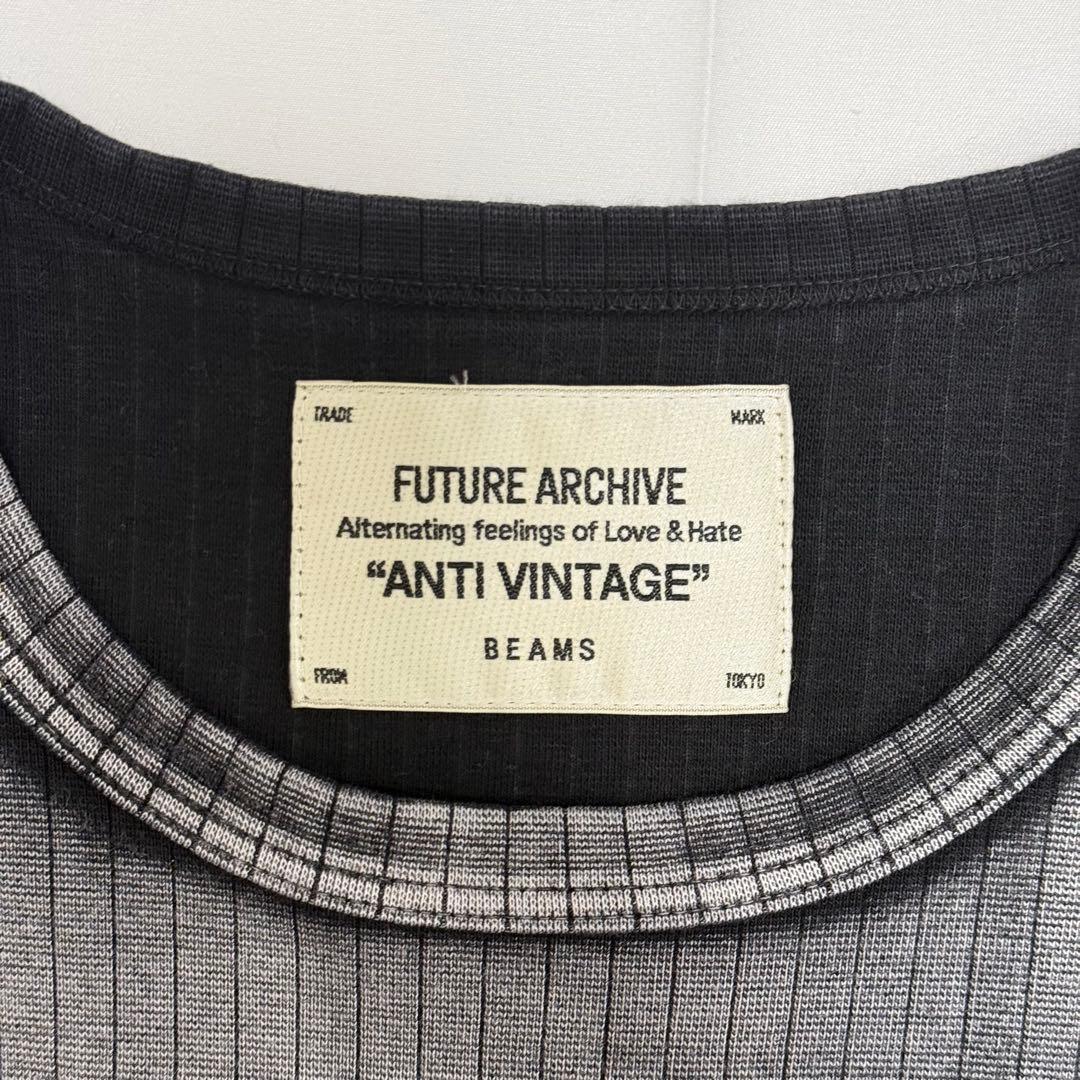 TRADE MARK
FUTURE ARCHIVE
Alternating feelings of Love & Hate
“ANTI VINTAGE”
BEAMS
FROM TOKYO